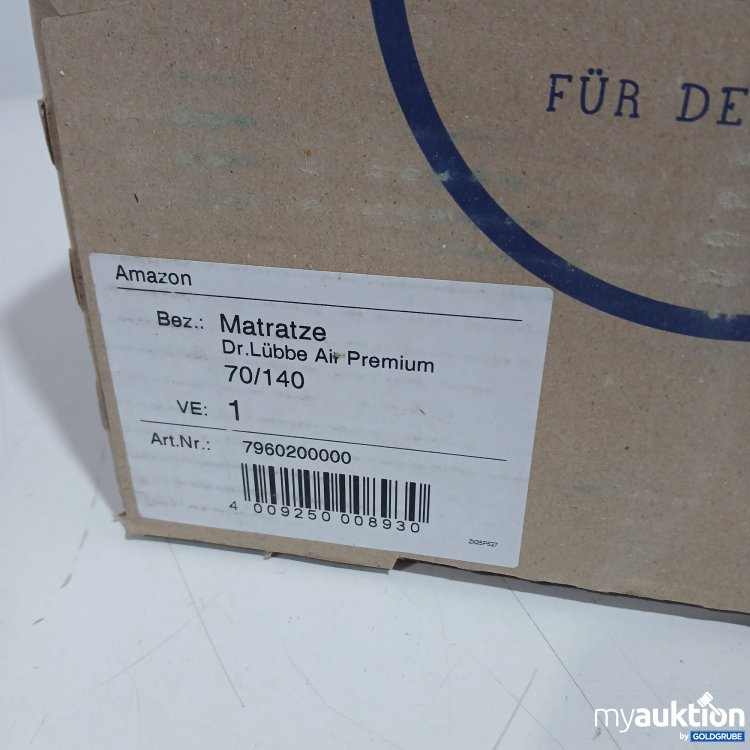 FÜR DE
Amazon
Bez.: Matratze
Dr.Lübbe Air Premium
70/140
VE: 1
Art.Nr.: 7960200000
4 009250 008930
ZX25P527
myauktion
by GOLDGRUBE